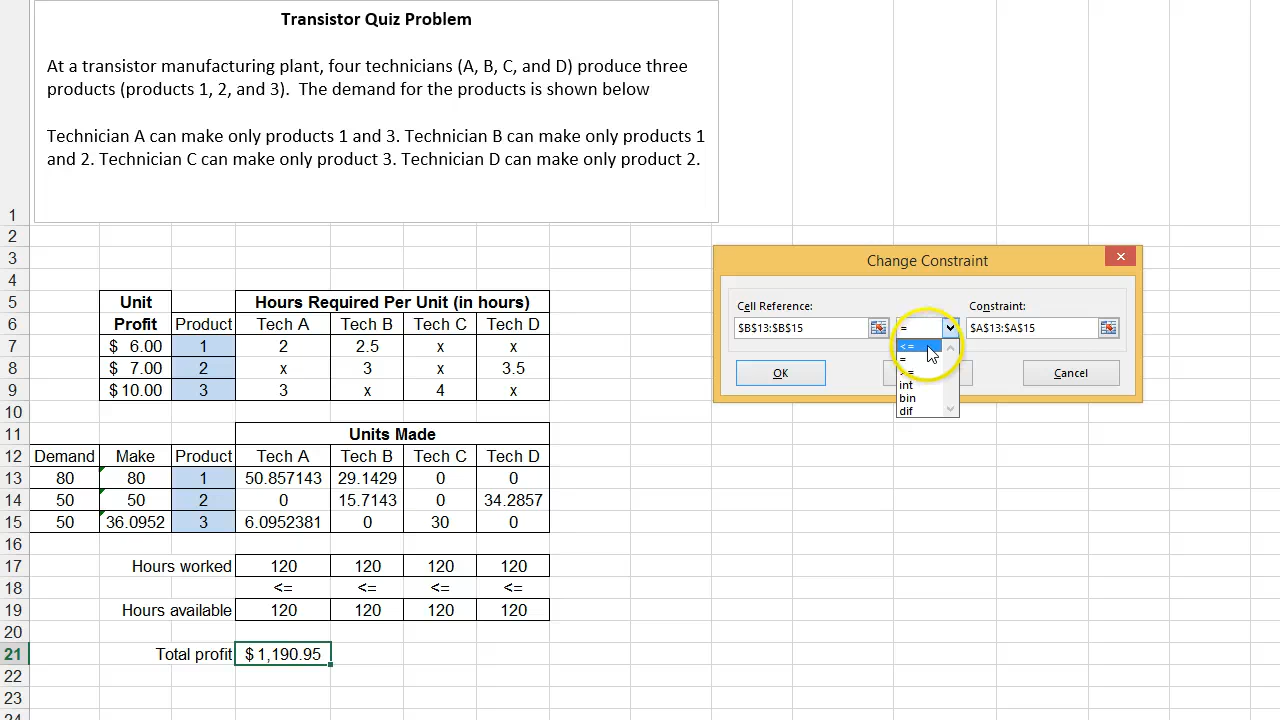 Transistor Quiz Problem
At a transistor manufacturing plant, four technicians (A, B, C, and D) produce three
products (products 1, 2, and 3).  The demand for the products is shown below
Technician A can make only products 1 and 3. Technician B can make only products 1
and 2. Technician C can make only product 3. Technician D can make only product 2.
1
2
3
4
5 Unit Hours Required Per Unit (in hours)
6 Profit Product Tech A Tech B Tech C Tech D
7 $ 6.00 1 2 2.5 x x
8 $ 7.00 2 x 3 x 3.5
9 $10.00 3 3 x 4 x
10
11 Units Made
12 Demand Make Product Tech A Tech B Tech C Tech D
13 80 80 1 50.857143 29.1429 0 0
14 50 50 2 0 15.7143 0 34.2857
15 50 36.0952 3 6.0952381 0 30 0
16
17 Hours worked 120 120 120 120
18 <= <= <= <=
19 Hours available 120 120 120 120
20
21 Total profit $1,190.95
22
23
24
Change Constraint
Cell Reference: Constraint:
$B$13:$B$15 = $A$13:$A$15
<=
=
OK Cancel
int
bin
dif